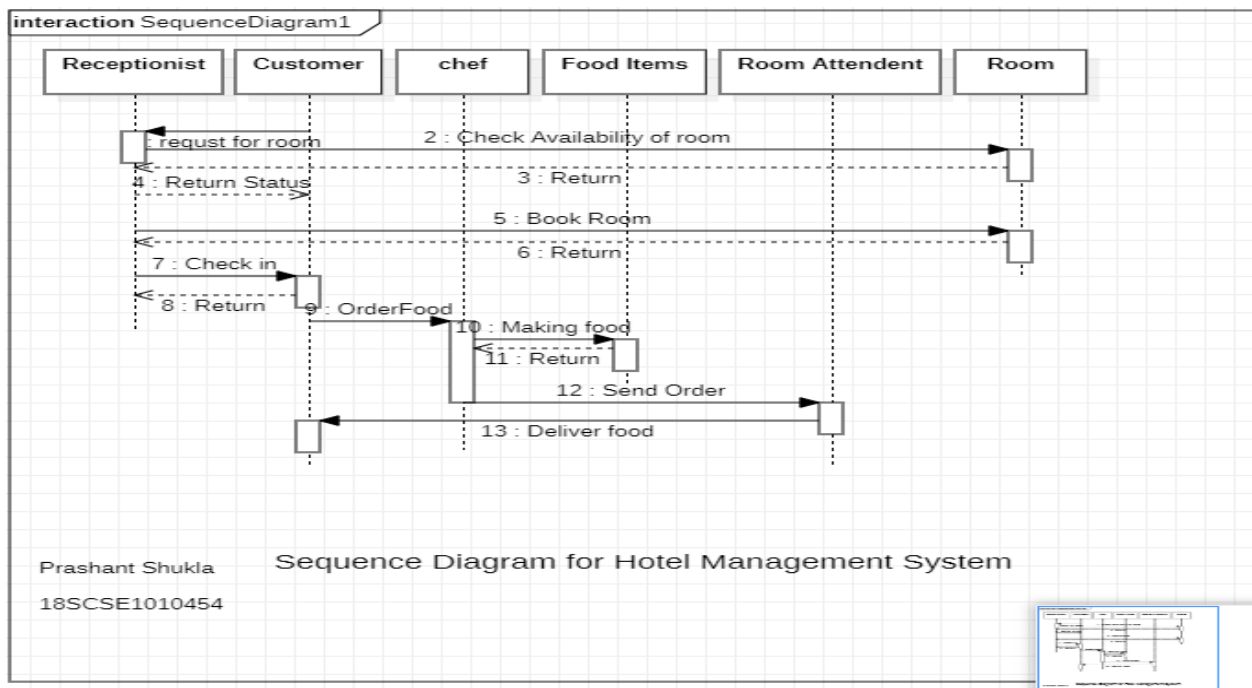 interaction SequenceDiagram1
Receptionist Customer chef Food Items Room Attendent Room
: requst for room
2 : Check Availability of room
3 : Return
4 : Return Status
5 : Book Room
6 : Return
7 : Check in
8 : Return
9 : OrderFood
10 : Making food
11 : Return
12 : Send Order
13 : Deliver food
Sequence Diagram for Hotel Management System
Prashant Shukla
18SCSE1010454